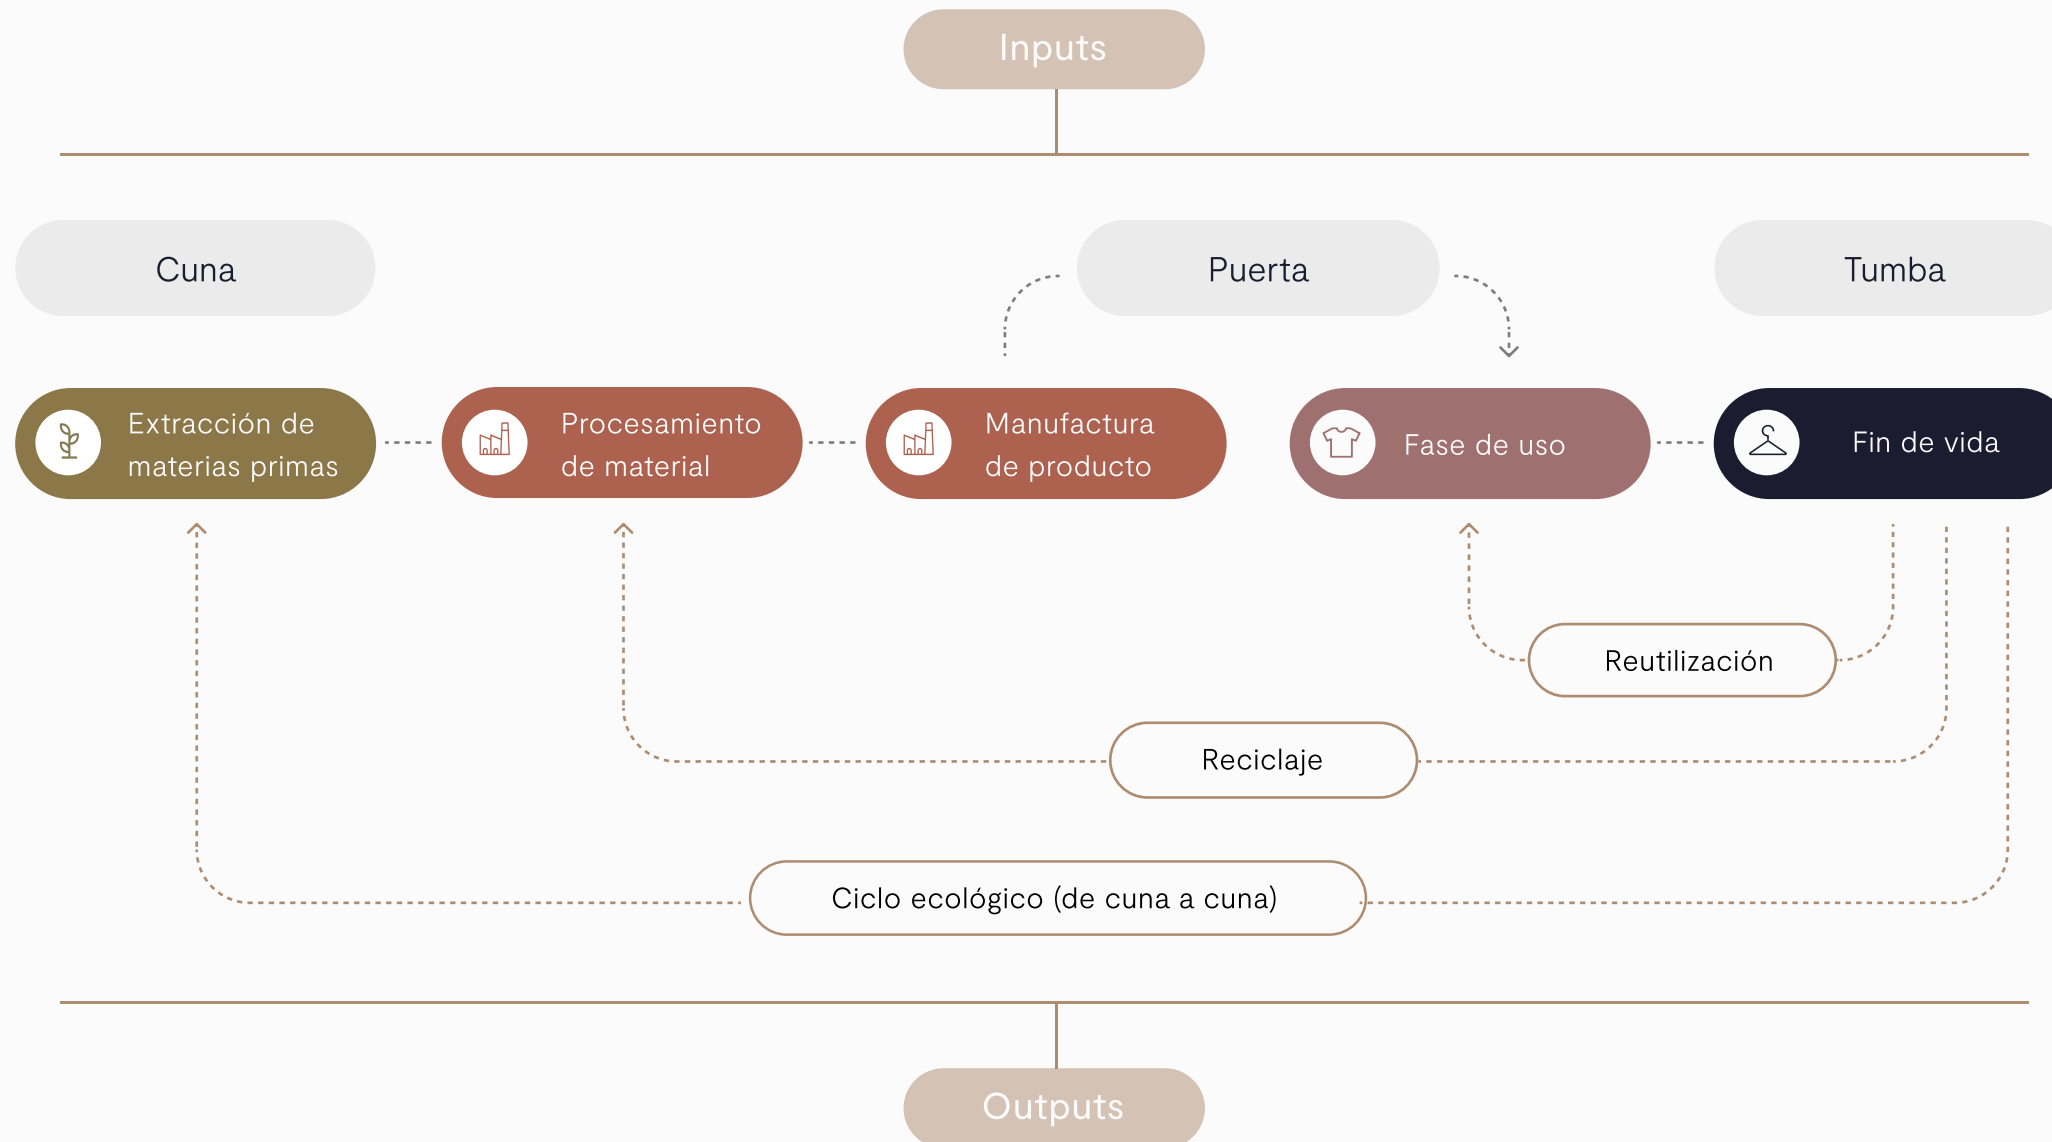 Inputs
Cuna
Puerta
Tumba
Extracción de
materias primas
Procesamiento
de material
Manufactura
de producto
Fase de uso
Fin de vida
Reutilización
Reciclaje
Ciclo ecológico (de cuna a cuna)
Outputs